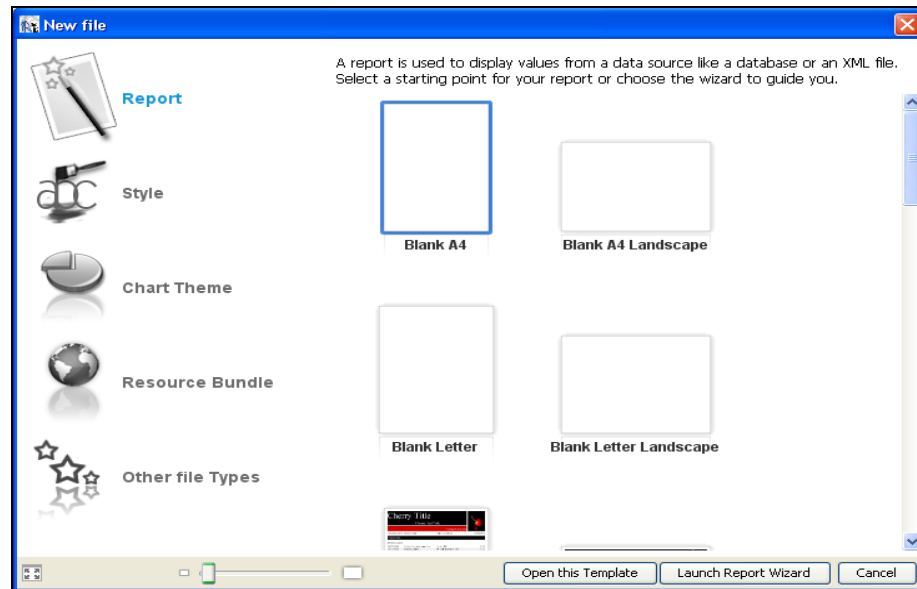 New file
A report is used to display values from a data source like a database or an XML file.
Select a starting point for your report or choose the wizard to guide you.
Report
Style
Chart Theme
Resource Bundle
Other file Types
abc
Blank A4
Blank A4 Landscape
Blank Letter
Blank Letter Landscape
Cherry Title
Open this Template
Launch Report Wizard
Cancel